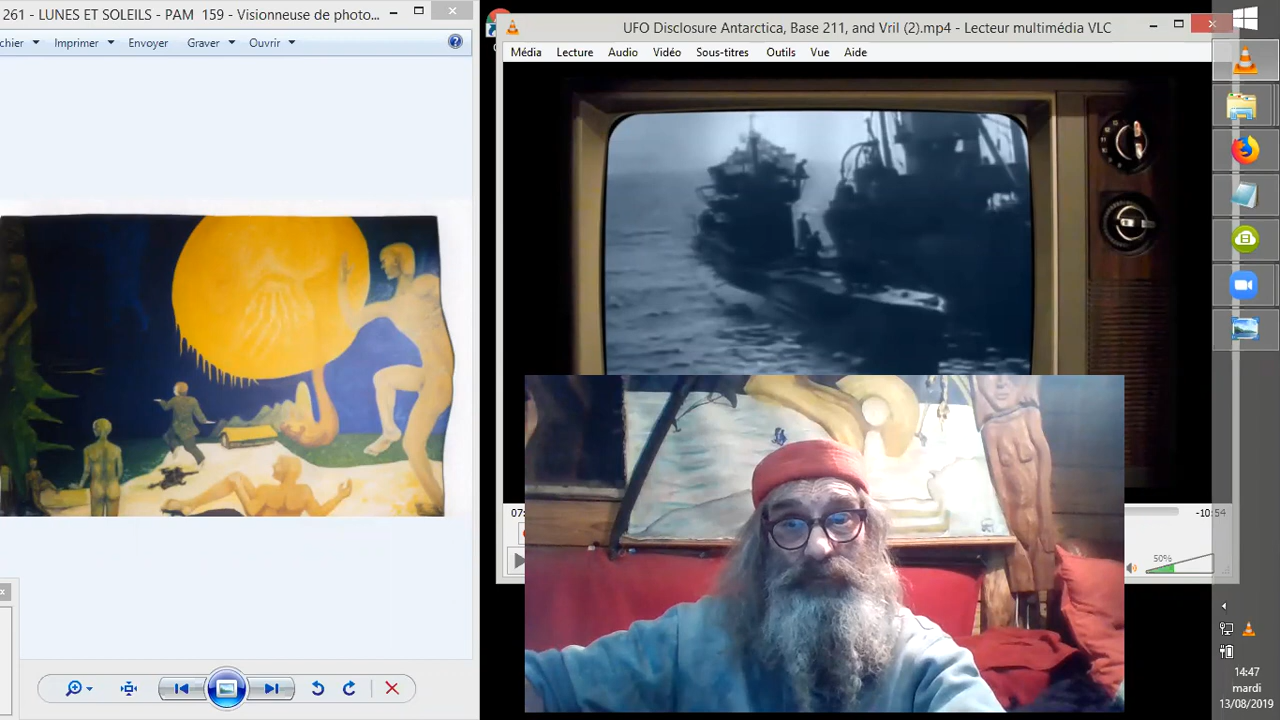 261 - LUNES ET SOLEILS - PAM 159 - Visionneuse de photo...
chier Imprimer Envoyer Graver Ouvrir
UFO Disclosure Antarctica, Base 211, and Vril (2).mp4 - Lecteur multimédia VLC
Média Lecture Audio Vidéo Sous-titres Outils Vue Aide
07:
-10:54
50%
14:47
mardi
13/08/2019